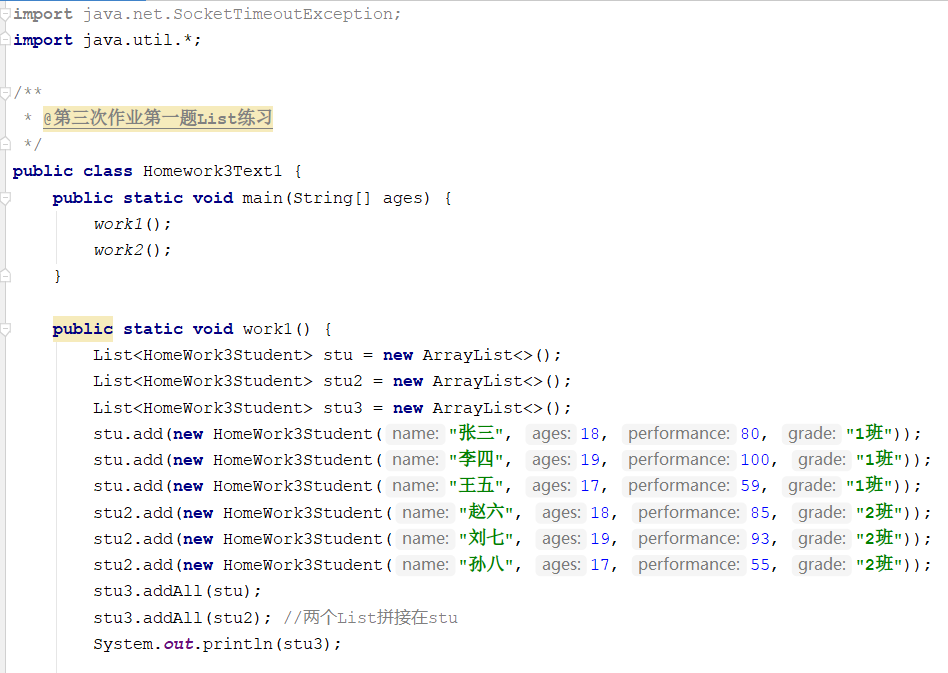 import java.net.SocketTimeoutException;
import java.util.*;
/**
 * @第三次作业第一题List练习
 */
public class Homework3Text1 {
    public static void main(String[] ages) {
        work1();
        work2();
    }
    public static void work1() {
        List<HomeWork3Student> stu = new ArrayList<>();
        List<HomeWork3Student> stu2 = new ArrayList<>();
        List<HomeWork3Student> stu3 = new ArrayList<>();
        stu.add(new HomeWork3Student( name: "张三", ages: 18, performance: 80, grade: "1班"));
        stu.add(new HomeWork3Student( name: "李四", ages: 19, performance: 100, grade: "1班"));
        stu.add(new HomeWork3Student( name: "王五", ages: 17, performance: 59, grade: "1班"));
        stu2.add(new HomeWork3Student( name: "赵六", ages: 18, performance: 85, grade: "2班"));
        stu2.add(new HomeWork3Student( name: "刘七", ages: 19, performance: 93, grade: "2班"));
        stu2.add(new HomeWork3Student( name: "孙八", ages: 17, performance: 55, grade: "2班"));
        stu3.addAll(stu);
        stu3.addAll(stu2); //两个List拼接在stu
        System.out.println(stu3);